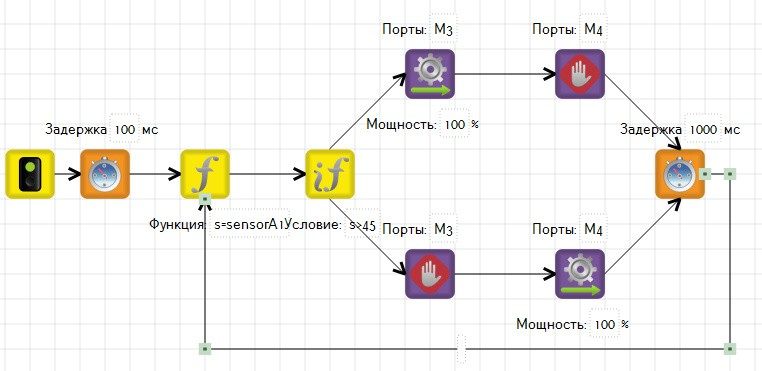 Порты: M3
Порты: M4
Мощность: 100 %
Задержка 100 мс
Задержка 1000 мс
f
if
Функция: s=sensorA1
Условие: s>45
Порты: M3
Порты: M4
Мощность: 100 %